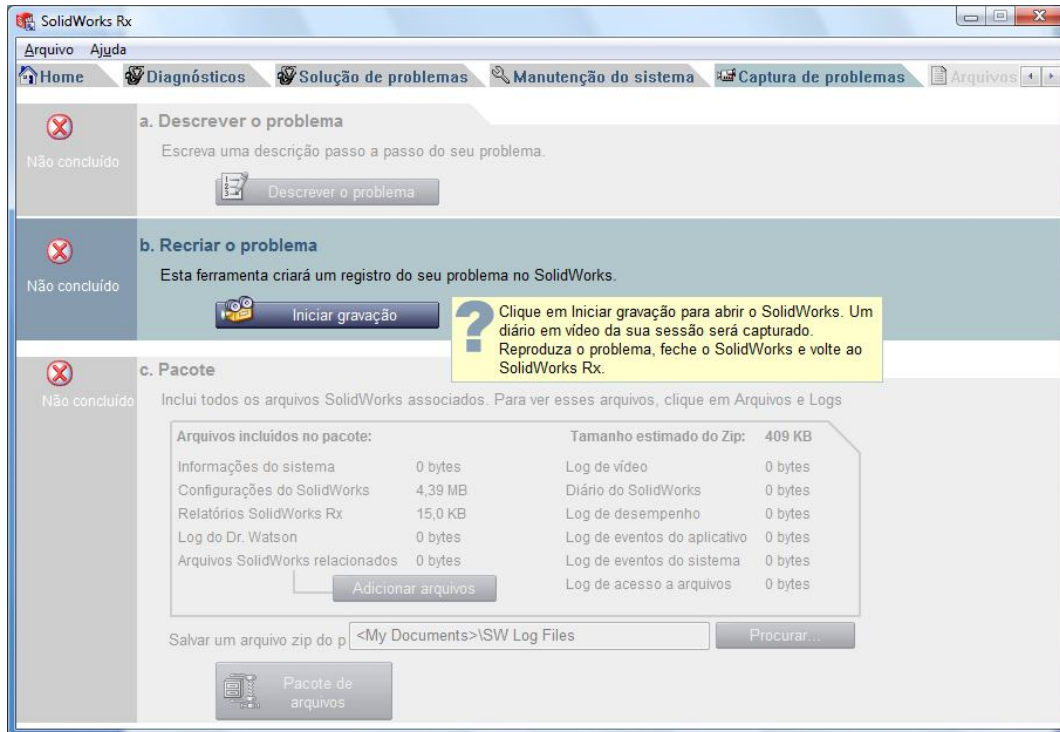 SolidWorks Rx
Arquivo Ajuda
Home Diagnósticos Solução de problemas Manutenção do sistema Captura de problemas Arquivos
a. Descrever o problema
Não concluído
Escreva uma descrição passo a passo do seu problema.
Descrever o problema
b. Recriar o problema
Não concluído
Esta ferramenta criará um registro do seu problema no SolidWorks.
Iniciar gravação
Clique em Iniciar gravação para abrir o SolidWorks. Um
diário em vídeo da sua sessão será capturado.
Reproduza o problema, feche o SolidWorks e volte ao
SolidWorks Rx.
c. Pacote
Não concluído
Inclui todos os arquivos SolidWorks associados. Para ver esses arquivos, clique em Arquivos e Logs
Arquivos incluídos no pacote: Tamanho estimado do Zip: 409 KB
Informações do sistema 0 bytes Log de vídeo 0 bytes
Configurações do SolidWorks 4,39 MB Diário do SolidWorks 0 bytes
Relatórios SolidWorks Rx 15,0 KB Log de desempenho 0 bytes
Log do Dr. Watson 0 bytes Log de eventos do aplicativo 0 bytes
Arquivos SolidWorks relacionados 0 bytes Log de eventos do sistema 0 bytes
Adicionar arquivos Log de acesso a arquivos 0 bytes
Salvar um arquivo zip do p <My Documents>\SW Log Files Procurar...
Pacote de
arquivos